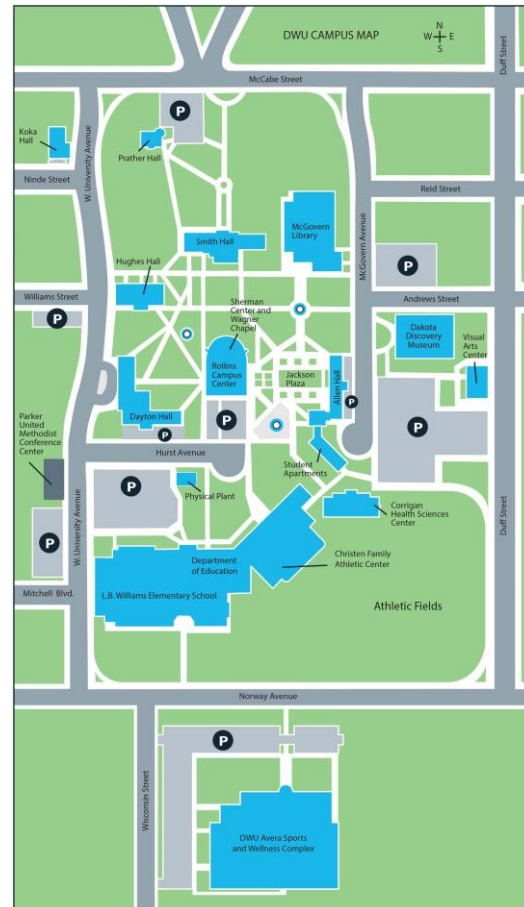 DWU CAMPUS MAP
N
W E
S
Duff Street
McCabe Street
P
Koka
Hall
Prather Hall
W. University Avenue
Ninde Street
Reid Street
Smith Hall
McGovern
Library
McGovern Avenue
Hughes Hall
P
Williams Street
Sherman
Center and
Wagner
Chapel
Andrews Street
P
Dakota
Discovery
Museum
Visual
Arts
Center
Rollins
Campus
Center
Jackson
Plaza
Allen Hall
P
Dayton Hall
P
P
P
Parker
United
Methodist
Conference
Center
Hurst Avenue
Student
Apartments
P
Physical Plant
Corrigan
Health Sciences
Center
Duff Street
W. University Avenue
P
Department
of Education
Christen Family
Athletic Center
Mitchell Blvd.
L.B. Williams Elementary School
Athletic Fields
Norway Avenue
Wisconsin Street
P
DWU Avera Sports
and Wellness Complex